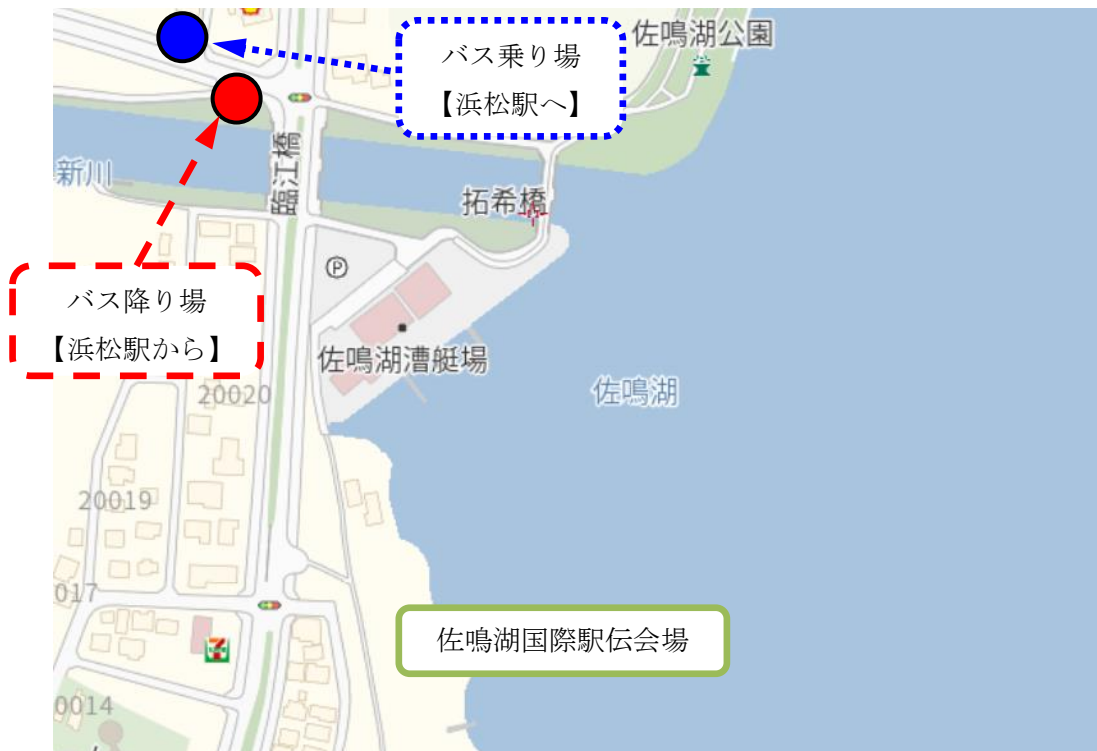 佐鳴湖公園
バス乗り場
【浜松駅へ】
臨江橋
新川
拓希橋
P
バス降り場
【浜松駅から】
佐鳴湖漕艇場
20020
佐鳴湖
20019
017
佐鳴湖国際駅伝会場
7
0014